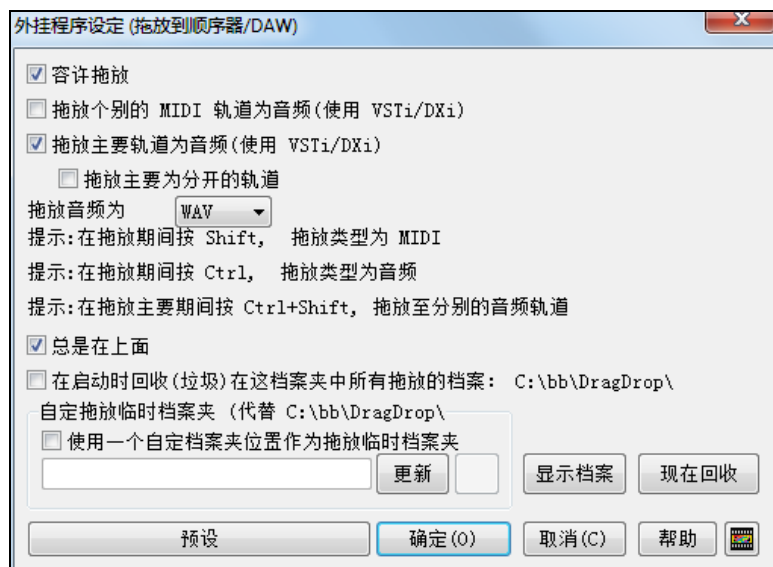 外挂程序设定 (拖放到顺序器/DAW)
容许拖放
拖放个别的 MIDI 轨道为音频(使用 VSTi/DXi)
拖放主要轨道为音频(使用 VSTi/DXi)
拖放主要为分开的轨道
拖放音频为 WAV
提示:在拖放期间按 Shift, 拖放类型为 MIDI
提示:在拖放期间按 Ctrl, 拖放类型为音频
提示:在拖放主要期间按 Ctrl+Shift, 拖放至分别的音频轨道
总是在上面
在启动时回收(垃圾)在这档案夹中所有拖放的档案: C:\bb\DragDrop\
自定拖放临时档案夹 (代替 C:\bb\DragDrop\
使用一个自定档案夹位置作为拖放临时档案夹
更新 显示档案 现在回收
预设 确定(O) 取消(C) 帮助